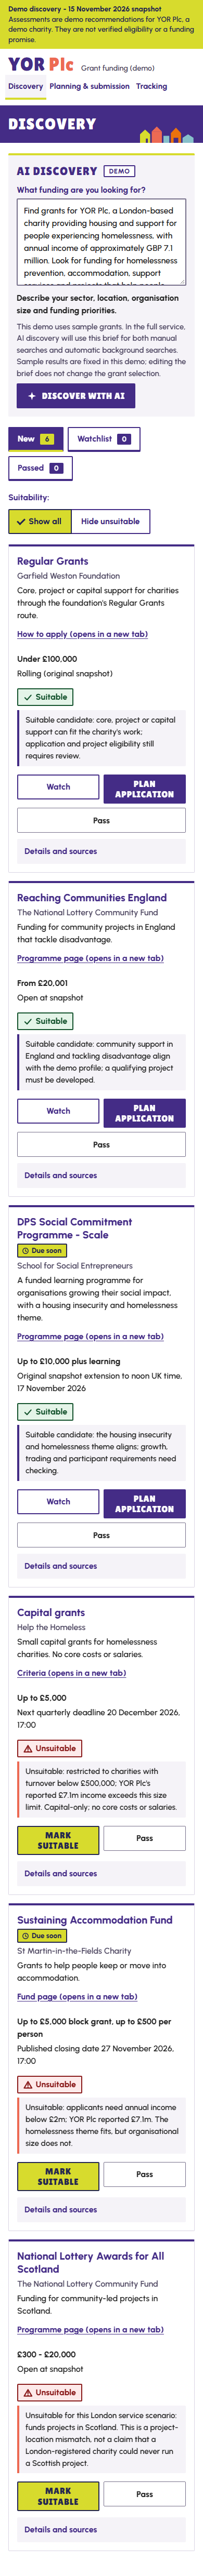 Demo discovery - 15 November 2026 snapshot
Assessments are demo recommendations for YOR Plc, a
demo charity. They are not verified eligibility or a funding
promise.
YOR Plc Grant funding (demo)
Discovery Planning & submission Tracking
DISCOVERY
AI DISCOVERY DEMO
What funding are you looking for?
Find grants for YOR Plc, a London-based
charity providing housing and support for
people experiencing homelessness, with
annual income of approximately GBP 7.1
million. Look for funding for homelessness
prevention, accommodation, support
services and projects that help people
Describe your sector, location, organisation
size and funding priorities.
This demo uses sample grants. In the full service,
AI discovery will use this brief for both manual
searches and automatic background searches.
Sample results are fixed in this demo; editing the
brief does not change the grant selection.
DISCOVER WITH AI
New 6
Watchlist 0
Passed 0
Suitability:
Show all
Hide unsuitable
Regular Grants
Garfield Weston Foundation
Core, project or capital support for charities
through the foundation's Regular Grants
route.
How to apply (opens in a new tab)
Under £100,000
Rolling (original snapshot)
Suitable
Suitable candidate: core, project or capital
support can fit the charity's work;
application and project eligibility still
requires review.
Watch
PLAN
APPLICATION
Pass
Details and sources
Reaching Communities England
The National Lottery Community Fund
Funding for community projects in England
that tackle disadvantage.
Programme page (opens in a new tab)
From £20,001
Open at snapshot
Suitable
Suitable candidate: community support in
England and tackling disadvantage align
with the demo profile; a qualifying project
must be developed.
Watch
PLAN
APPLICATION
Pass
Details and sources
DPS Social Commitment
Programme - Scale
Due soon
School for Social Entrepreneurs
A funded learning programme for
organisations growing their social impact,
with a housing insecurity and homelessness
theme.
Programme page (opens in a new tab)
Up to £10,000 plus learning
Original snapshot extension to noon UK time,
17 November 2026
Suitable
Suitable candidate: the housing insecurity
and homelessness theme aligns; growth,
trading and participant requirements need
checking.
Watch
PLAN
APPLICATION
Pass
Details and sources
Capital grants
Help the Homeless
Small capital grants for homelessness
charities. No core costs or salaries.
Criteria (opens in a new tab)
Up to £5,000
Next quarterly deadline 20 December 2026,
17:00
Unsuitable
Unsuitable: restricted to charities with
turnover below £500,000; YOR Plc's
reported £7.1m income exceeds this size
limit. Capital-only; no core costs or salaries.
MARK
SUITABLE
Pass
Details and sources
Sustaining Accommodation Fund
Due soon
St Martin-in-the-Fields Charity
Grants to help people keep or move into
accommodation.
Fund page (opens in a new tab)
Up to £5,000 block grant, up to £500 per
person
Published closing date 27 November 2026,
17:00
Unsuitable
Unsuitable: applicants need annual income
below £2m; YOR Plc reported £7.1m. The
homelessness theme fits, but organisational
size does not.
MARK
SUITABLE
Pass
Details and sources
National Lottery Awards for All
Scotland
The National Lottery Community Fund
Funding for community-led projects in
Scotland.
Programme page (opens in a new tab)
£300 - £20,000
Open at snapshot
Unsuitable
Unsuitable for this London service scenario:
funds projects in Scotland. This is a project-
location mismatch, not a claim that a
London-registered charity could never run
a Scottish project.
MARK
SUITABLE
Pass
Details and sources